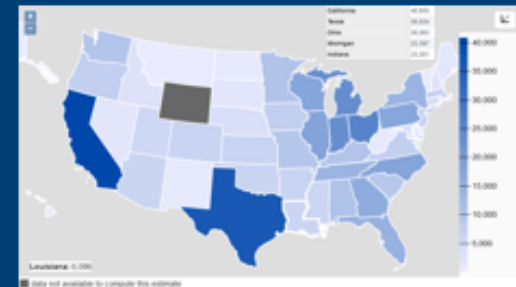 California
Texas
Ohio
Michigan
Indiana
40,000
35,000
30,000
25,000
20,000
15,000
10,000
5,000
Louisiana: 6,096
data not available to compute this estimate